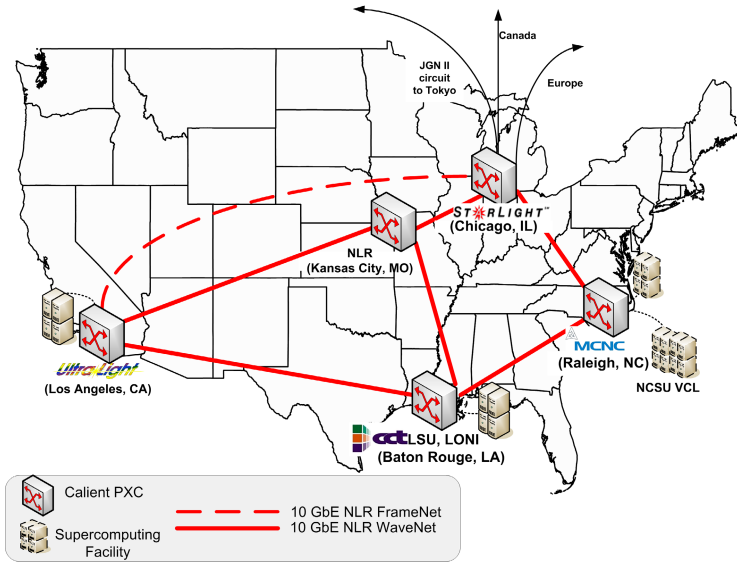 Canada
JGN II
circuit
to Tokyo
Europe
STARLIGHT™
(Chicago, IL)
NLR
(Kansas City, MO)
UltraLight
(Los Angeles, CA)
MCNC
(Raleigh, NC)
NCSU VCL
cct LSU, LONI
(Baton Rouge, LA)
Calient PXC
10 GbE NLR FrameNet
10 GbE NLR WaveNet
Supercomputing
Facility